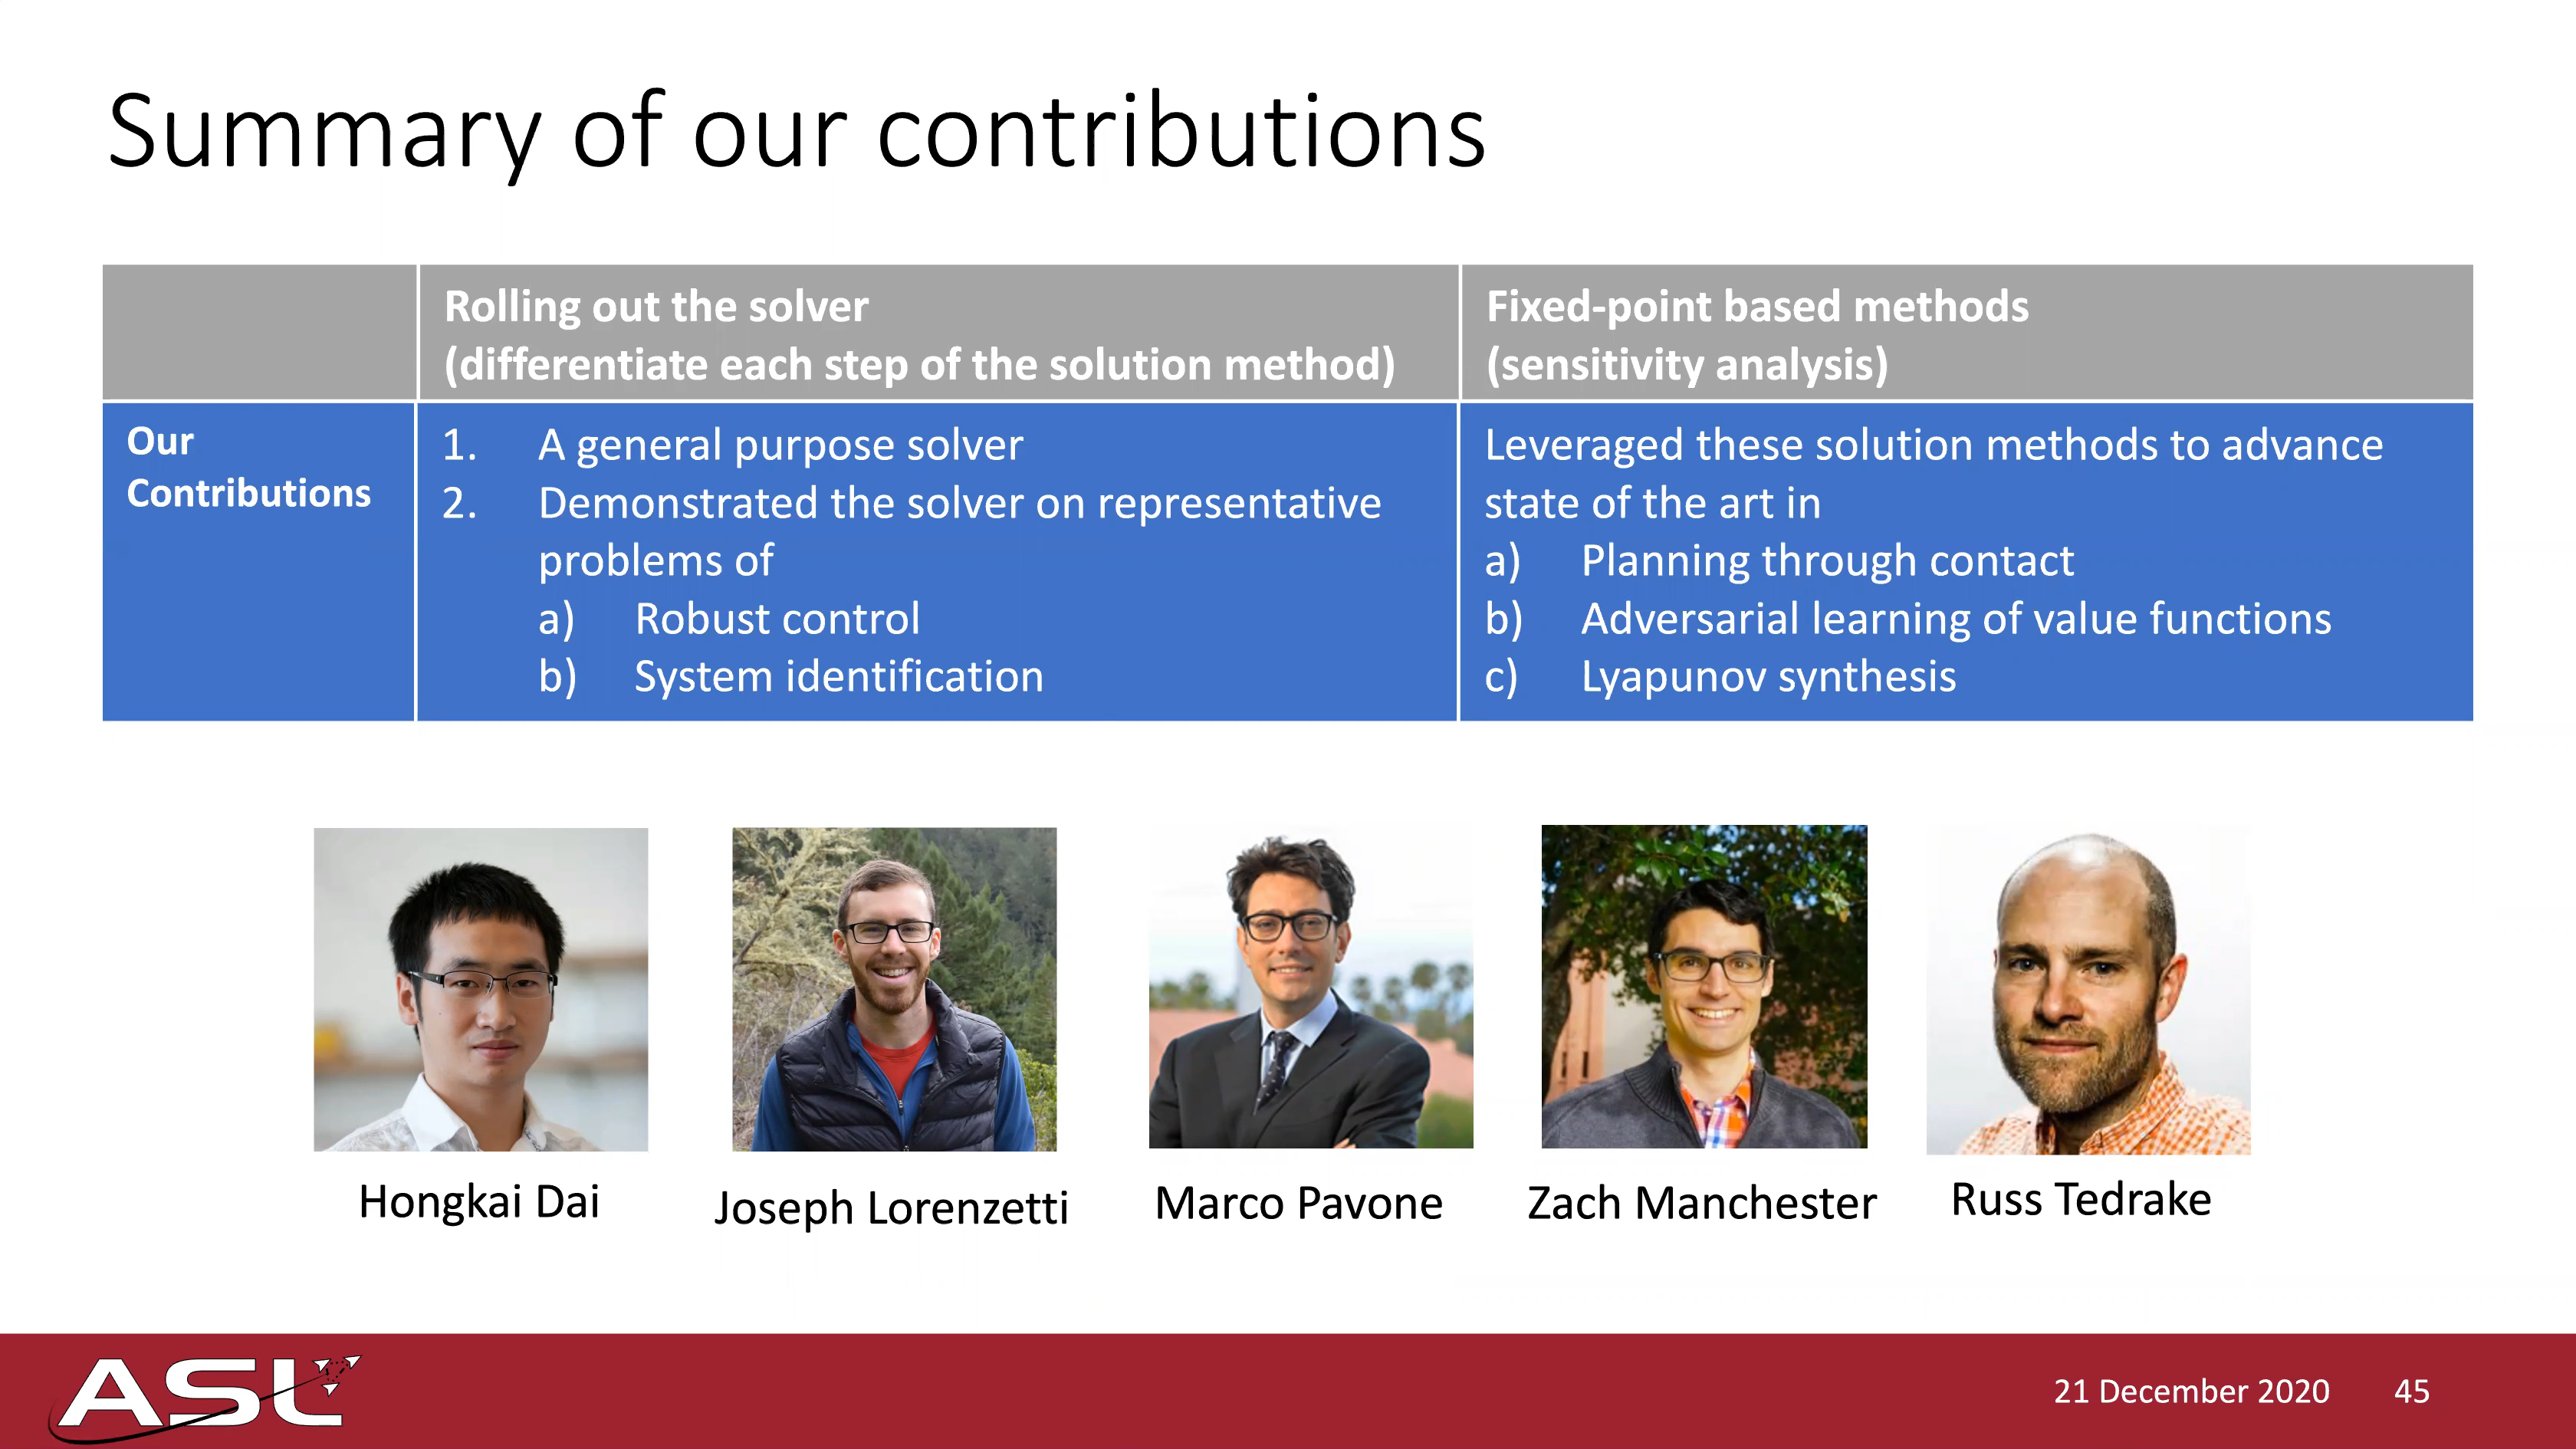 Summary of our contributions
Rolling out the solver
(differentiate each step of the solution method)
Fixed-point based methods
(sensitivity analysis)
Our
Contributions
1. A general purpose solver
2. Demonstrated the solver on representative
problems of
a) Robust control
b) System identification
Leveraged these solution methods to advance
state of the art in
a) Planning through contact
b) Adversarial learning of value functions
c) Lyapunov synthesis
Hongkai Dai
Joseph Lorenzetti
Marco Pavone
Zach Manchester
Russ Tedrake
ASL
21 December 2020
45